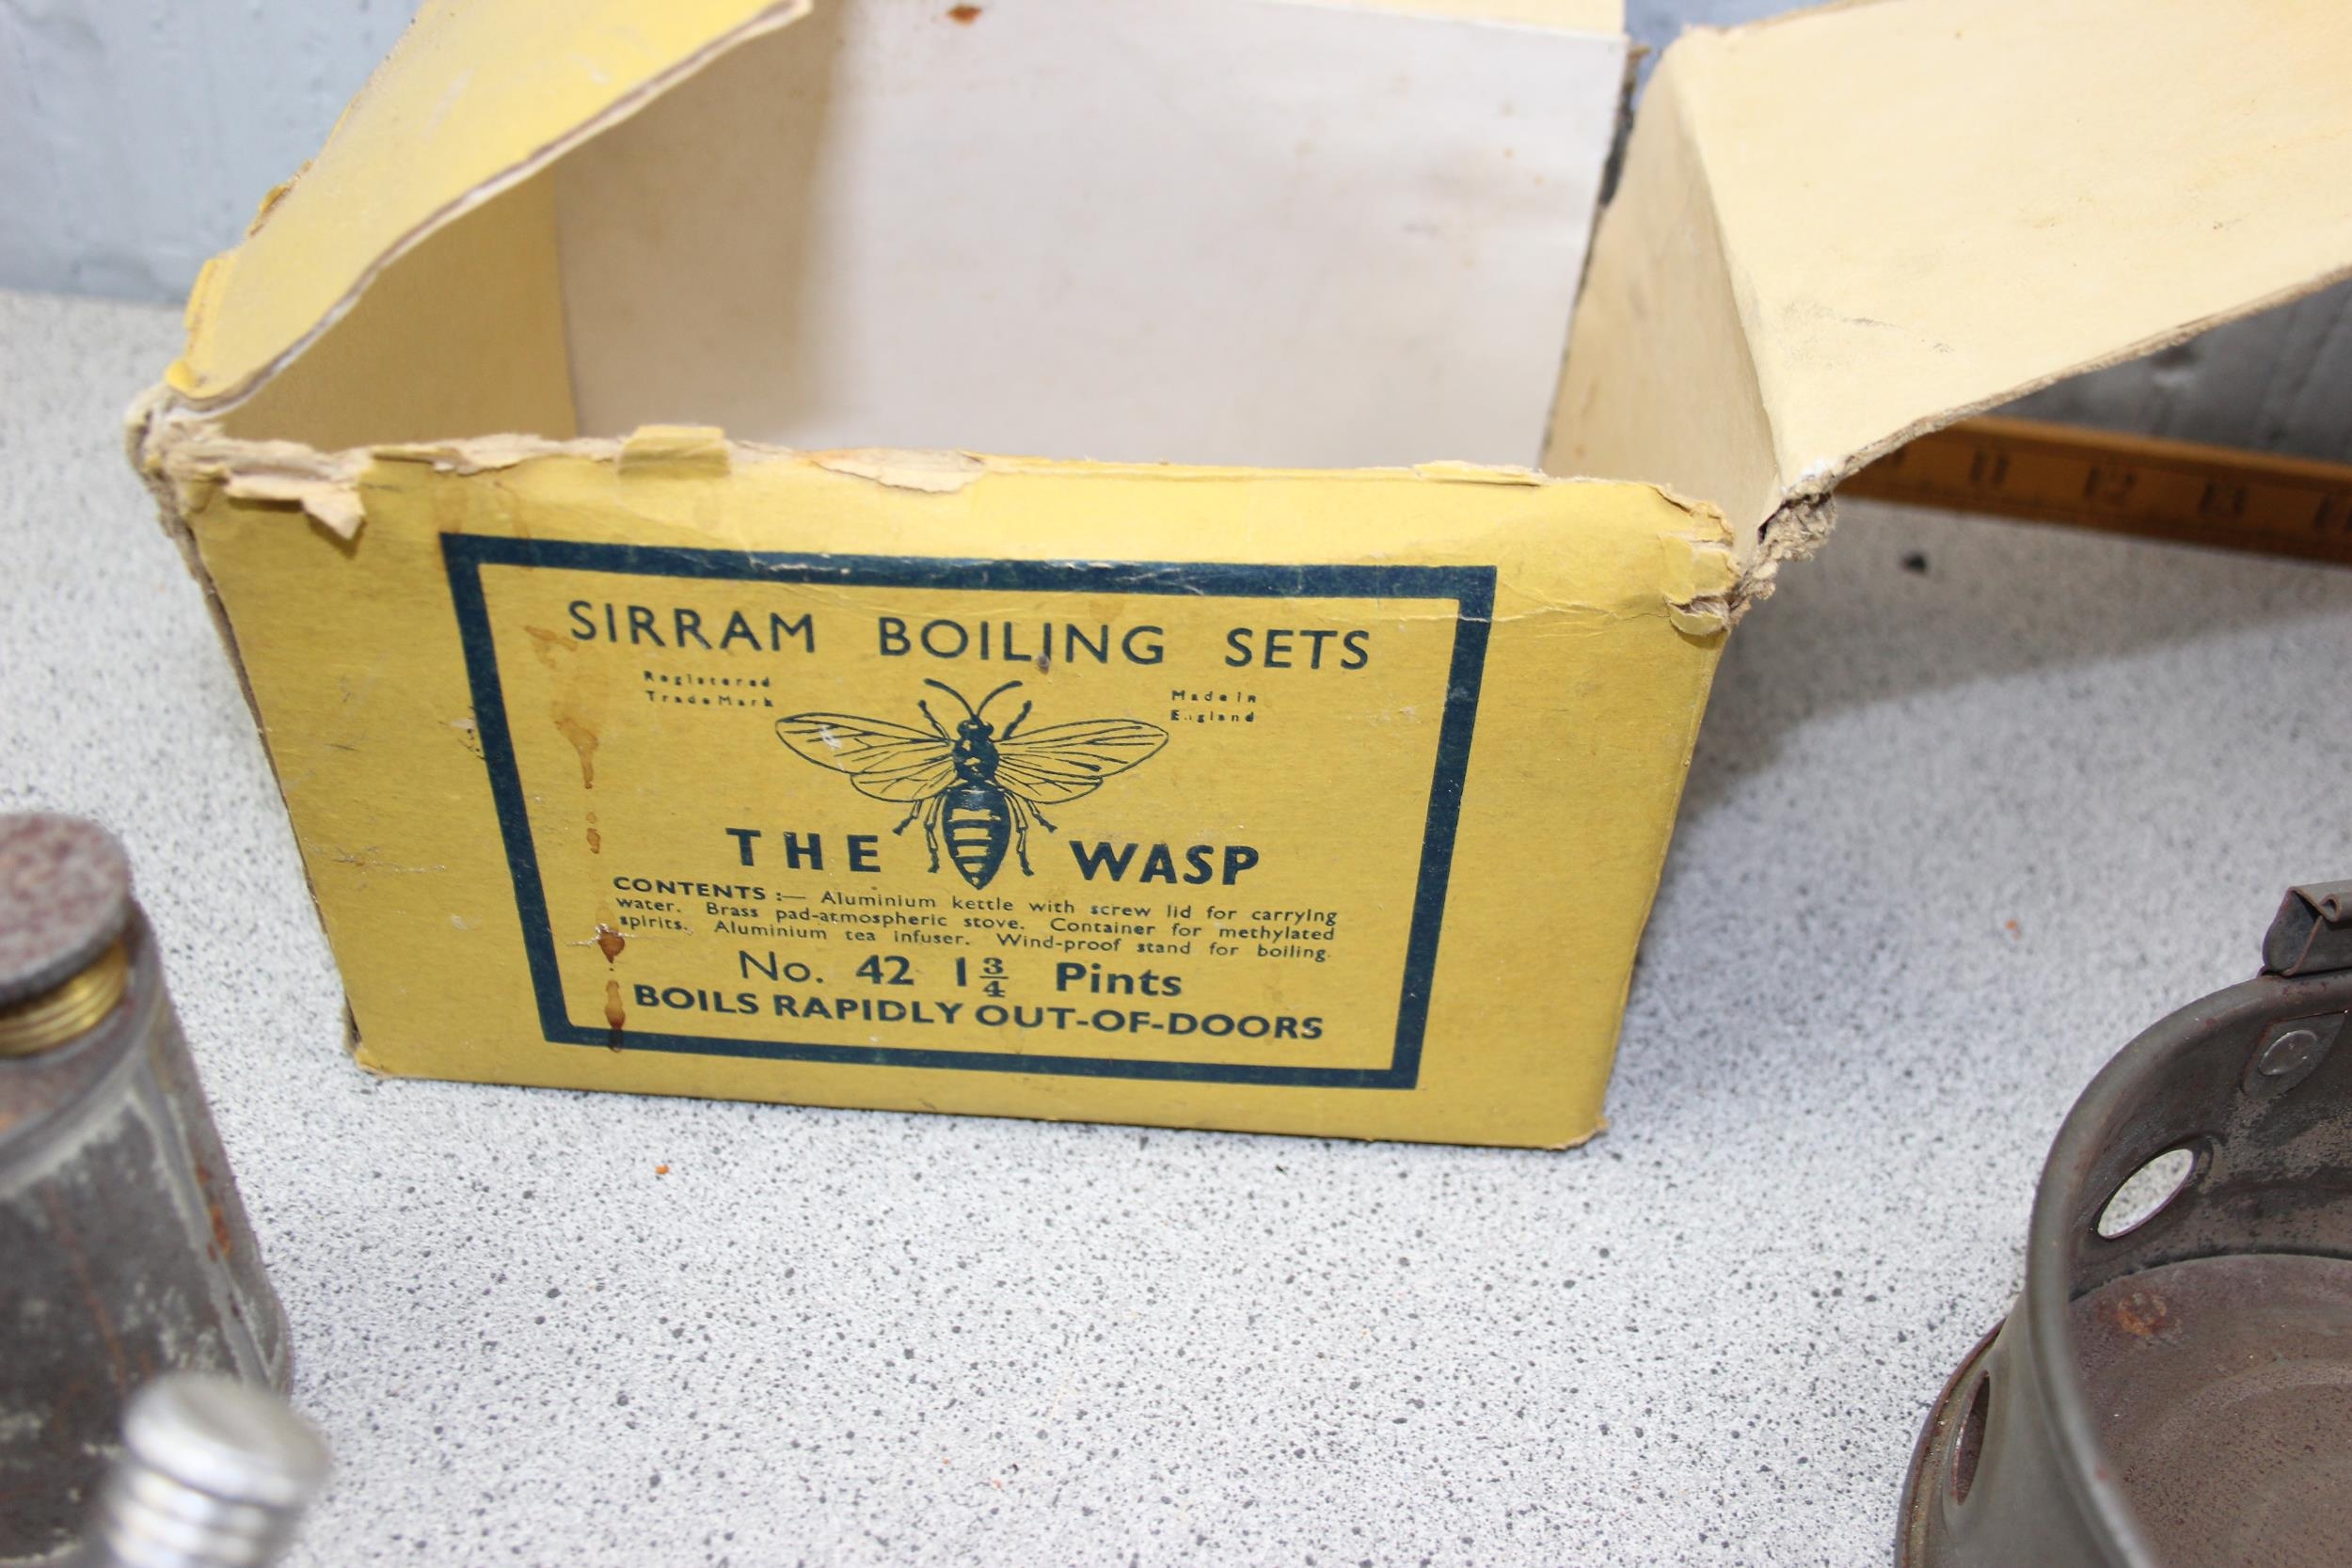 SIRRAM BOILING SETS
Registered
Trade Mark
Made in
England
THE WASP
CONTENTS :— Aluminium kettle with screw lid for carrying
water. Brass pad-atmospheric stove. Container for methylated
spirits. Aluminium tea infuser. Wind-proof stand for boiling.
No. 42 1¾ Pints
BOILS RAPIDLY OUT-OF-DOORS
11 12 13